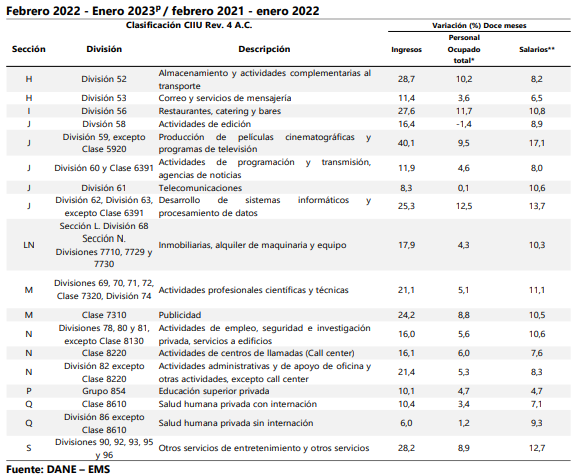 Febrero 2022 - Enero 2023ᵖ / febrero 2021 - enero 2022
Clasificación CIIU Rev. 4 A.C. Variación (%) Doce meses
Sección División Descripción Ingresos Personal Ocupado total* Salarios**
H División 52 Almacenamiento y actividades complementarias al
transporte 28,7 10,2 8,2
H División 53 Correo y servicios de mensajería 11,4 3,6 6,5
I División 56 Restaurantes, catering y bares 27,6 11,7 10,8
J División 58 Actividades de edición 16,4 -1,4 8,9
J División 59, excepto
Clase 5920 Producción de películas cinematográficas y
programas de televisión 40,1 9,5 17,1
J División 60 y Clase 6391 Actividades de programación y transmisión,
agencias de noticias 11,9 4,6 8,0
J División 61 Telecomunicaciones 8,3 0,1 10,6
J División 62, División 63,
excepto Clase 6391 Desarrollo de sistemas informáticos y
procesamiento de datos 25,3 12,5 13,7
LN Sección L. División 68
Sección N.
Divisiones 7710, 7729 y
7730 Inmobiliarias, alquiler de maquinaria y equipo 17,9 4,3 10,3
M Divisiones 69, 70, 71, 72,
Clase 7320, División 74 Actividades profesionales científicas y técnicas 21,1 5,1 11,1
M Clase 7310 Publicidad 24,2 8,8 10,5
N Divisiones 78, 80 y 81,
excepto Clase 8130 Actividades de empleo, seguridad e investigación
privada, servicios a edificios 16,0 5,6 10,6
N Clase 8220 Actividades de centros de llamadas (Call center) 16,1 6,0 7,6
N División 82 excepto
Clase 8220 Actividades administrativas y de apoyo de oficina y
otras actividades, excepto call center 21,4 5,3 8,3
P Grupo 854 Educación superior privada 10,1 4,7 4,7
Q Clase 8610 Salud humana privada con internación 10,4 3,4 7,1
Q División 86 excepto
Clase 8610 Salud humana privada sin internación 6,0 1,2 9,3
S Divisiones 90, 92, 93, 95
y 96 Otros servicios de entretenimiento y otros servicios 28,2 8,9 12,7
Fuente: DANE – EMS